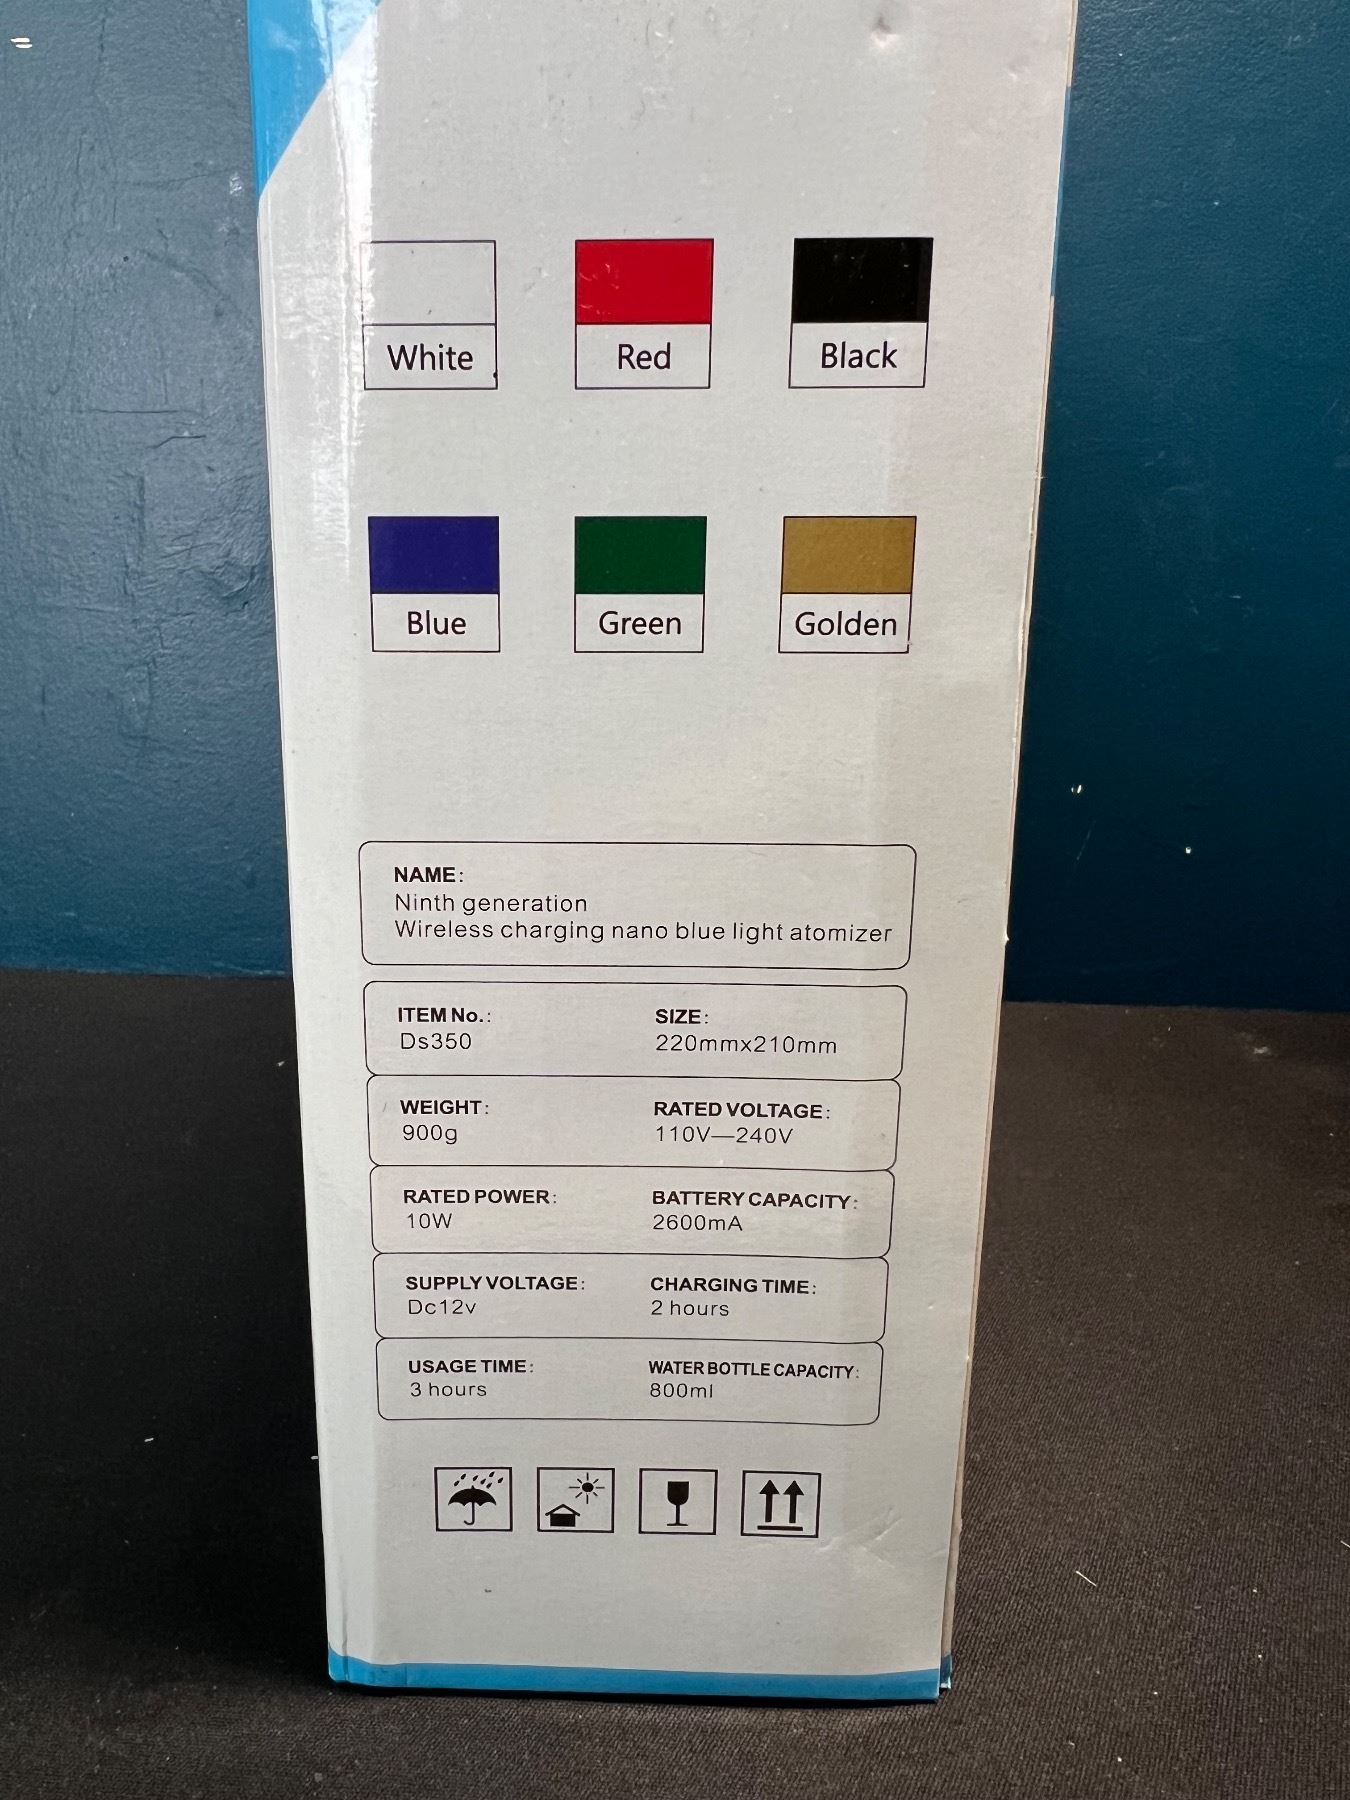 White Red Black
Blue Green Golden
NAME:
Ninth generation
Wireless charging nano blue light atomizer
ITEM No.: SIZE:
Ds350 220mmx210mm
WEIGHT: RATED VOLTAGE:
900g 110V—240V
RATED POWER: BATTERY CAPACITY:
10W 2600mA
SUPPLY VOLTAGE: CHARGING TIME:
Dc12v 2 hours
USAGE TIME: WATER BOTTLE CAPACITY:
3 hours 800ml